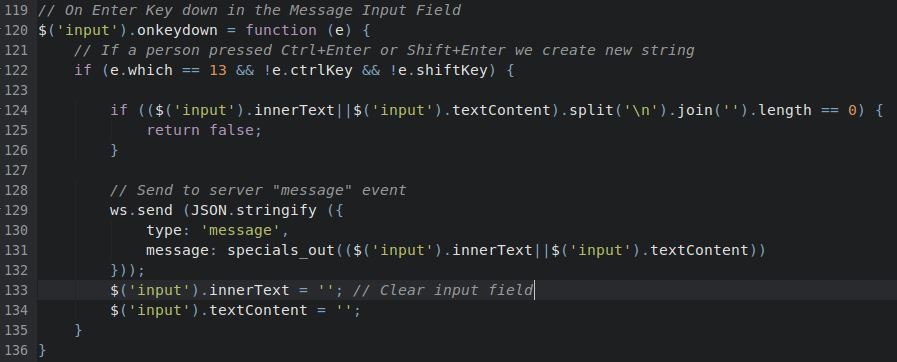 119 // On Enter Key down in the Message Input Field
120 $('input').onkeydown = function (e) {
121     // If a person pressed Ctrl+Enter or Shift+Enter we create new string
122     if (e.which == 13 && !e.ctrlKey && !e.shiftKey) {
123
124         if (($('input').innerText||$('input').textContent).split('\n').join('').length == 0) {
125             return false;
126         }
127
128         // Send to server "message" event
129         ws.send (JSON.stringify ({
130             type: 'message',
131             message: specials_out(($('input').innerText||$('input').textContent))
132         }));
133         $('input').innerText = ''; // Clear input field
134         $('input').textContent = '';
135     }
136 }